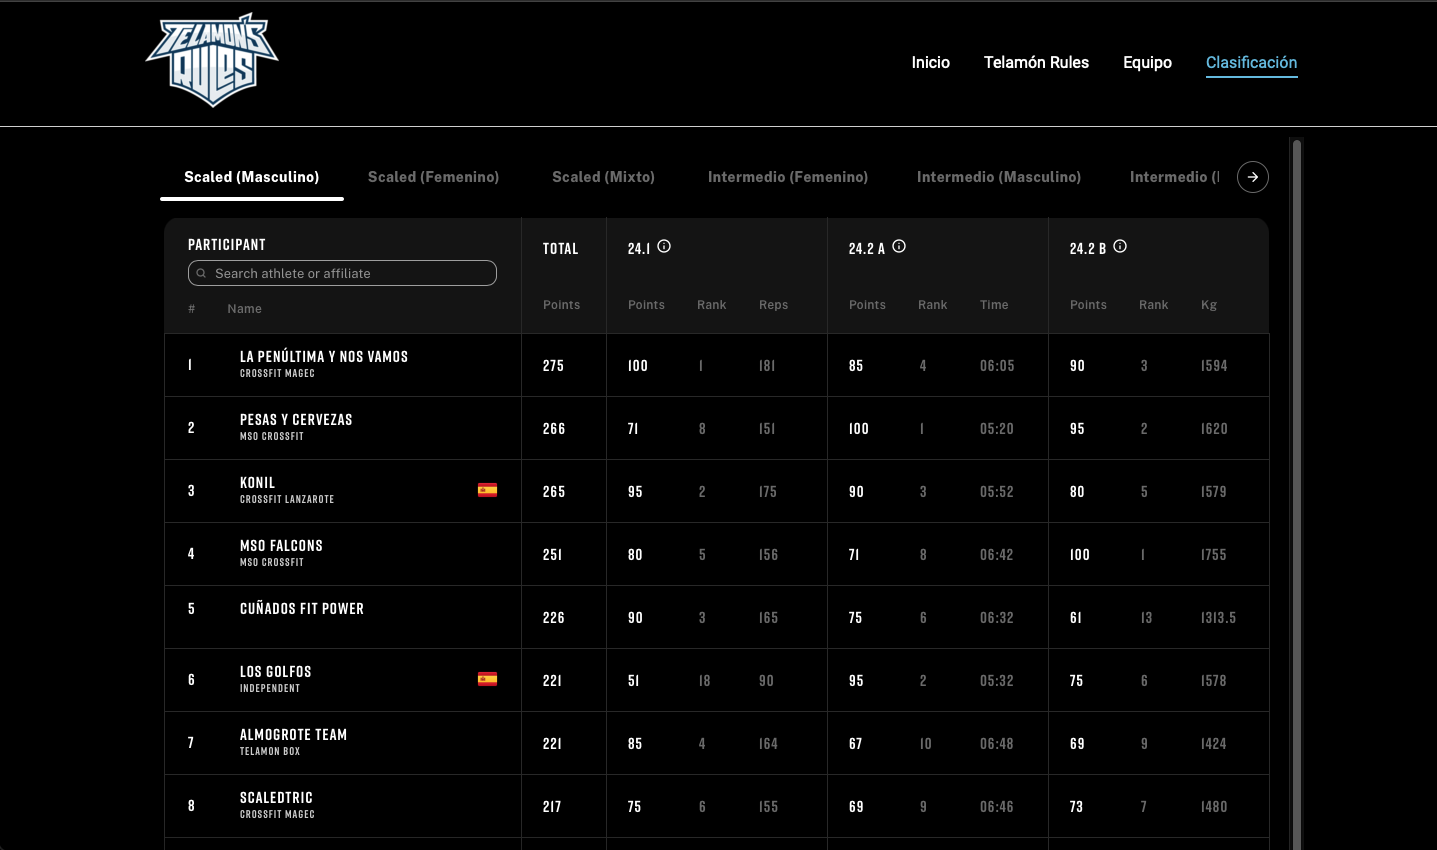 TELAMON'S
RULES
Inicio Telamón Rules Equipo Clasificación
Scaled (Masculino) Scaled (Femenino) Scaled (Mixto) Intermedio (Femenino) Intermedio (Masculino) Intermedio (
PARTICIPANT TOTAL 24.1 24.2 A 24.2 B
Search athlete or affiliate
# Name Points Points Rank Reps Points Rank Time Points Rank Kg
1 LA PENÚLTIMA Y NOS VAMOS 275 100 1 181 85 4 06:05 90 3 1594
CROSSFIT MAGEC
2 PESAS Y CERVEZAS 266 71 8 151 100 1 05:20 95 2 1620
MSO CROSSFIT
3 KONIL 265 95 2 175 90 3 05:52 80 5 1579
CROSSFIT LANZAROTE
4 MSO FALCONS 251 80 5 156 71 8 06:42 100 1 1755
MSO CROSSFIT
5 CUÑADOS FIT POWER 226 90 3 165 75 6 06:32 61 13 1313.5
6 LOS GOLFOS 221 51 18 90 95 2 05:32 75 6 1578
INDEPENDENT
7 ALMOGROTE TEAM 221 85 4 164 67 10 06:48 69 9 1424
TELAMON BOX
8 SCALEDTRIC 217 75 6 155 69 9 06:46 73 7 1480
CROSSFIT MAGEC